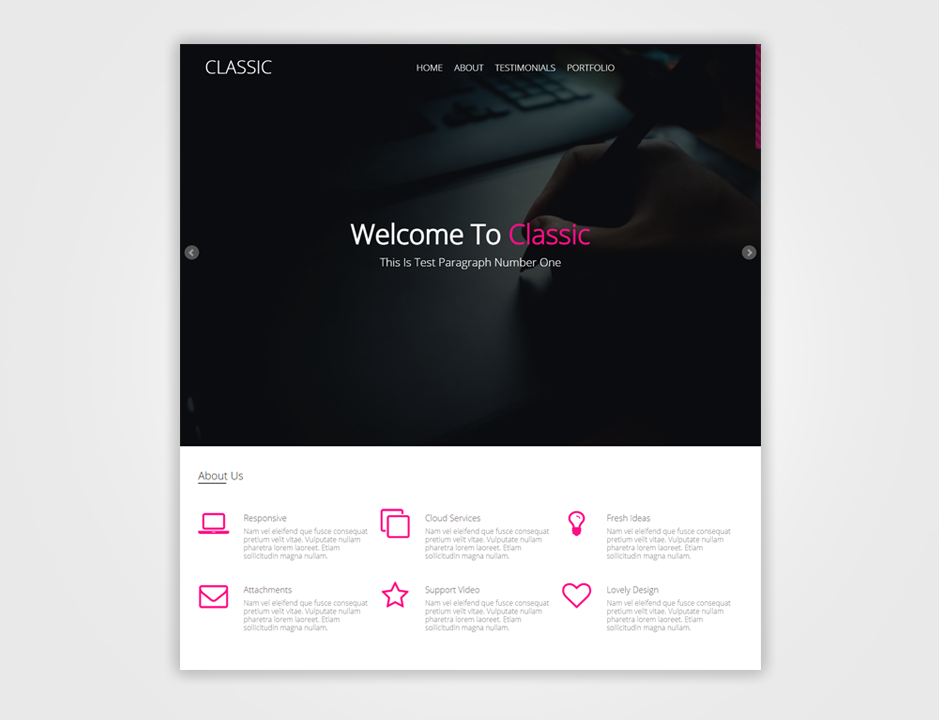 CLASSIC
HOME ABOUT TESTIMONIALS PORTFOLIO
Welcome To Classic
This Is Test Paragraph Number One
About Us
Responsive
Nam vel eleifend que fusce consequat
pretium velit vitae. Vulputate nullam
pharetra lorem laoreet. Etiam
sollicitudin magna nullam.
Cloud Services
Nam vel eleifend que fusce consequat
pretium velit vitae. Vulputate nullam
pharetra lorem laoreet. Etiam
sollicitudin magna nullam.
Fresh Ideas
Nam vel eleifend que fusce consequat
pretium velit vitae. Vulputate nullam
pharetra lorem laoreet. Etiam
sollicitudin magna nullam.
Attachments
Nam vel eleifend que fusce consequat
pretium velit vitae. Vulputate nullam
pharetra lorem laoreet. Etiam
sollicitudin magna nullam.
Support Video
Nam vel eleifend que fusce consequat
pretium velit vitae. Vulputate nullam
pharetra lorem laoreet. Etiam
sollicitudin magna nullam.
Lovely Design
Nam vel eleifend que fusce consequat
pretium velit vitae. Vulputate nullam
pharetra lorem laoreet. Etiam
sollicitudin magna nullam.